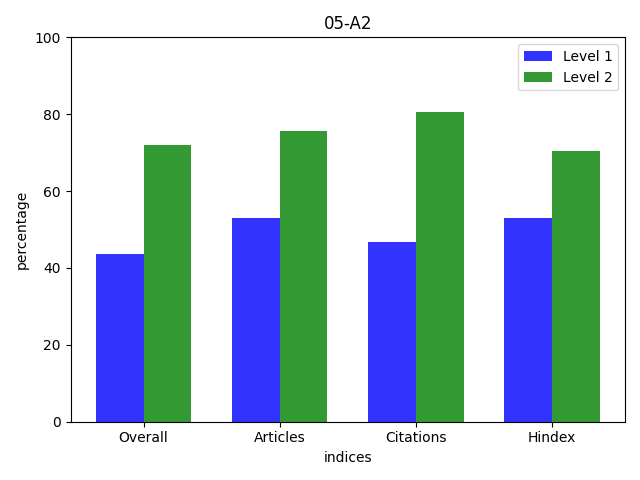 05-A2
100
80
60
40
20
0
percentage
Level 1
Level 2
Overall Articles Citations Hindex
indices